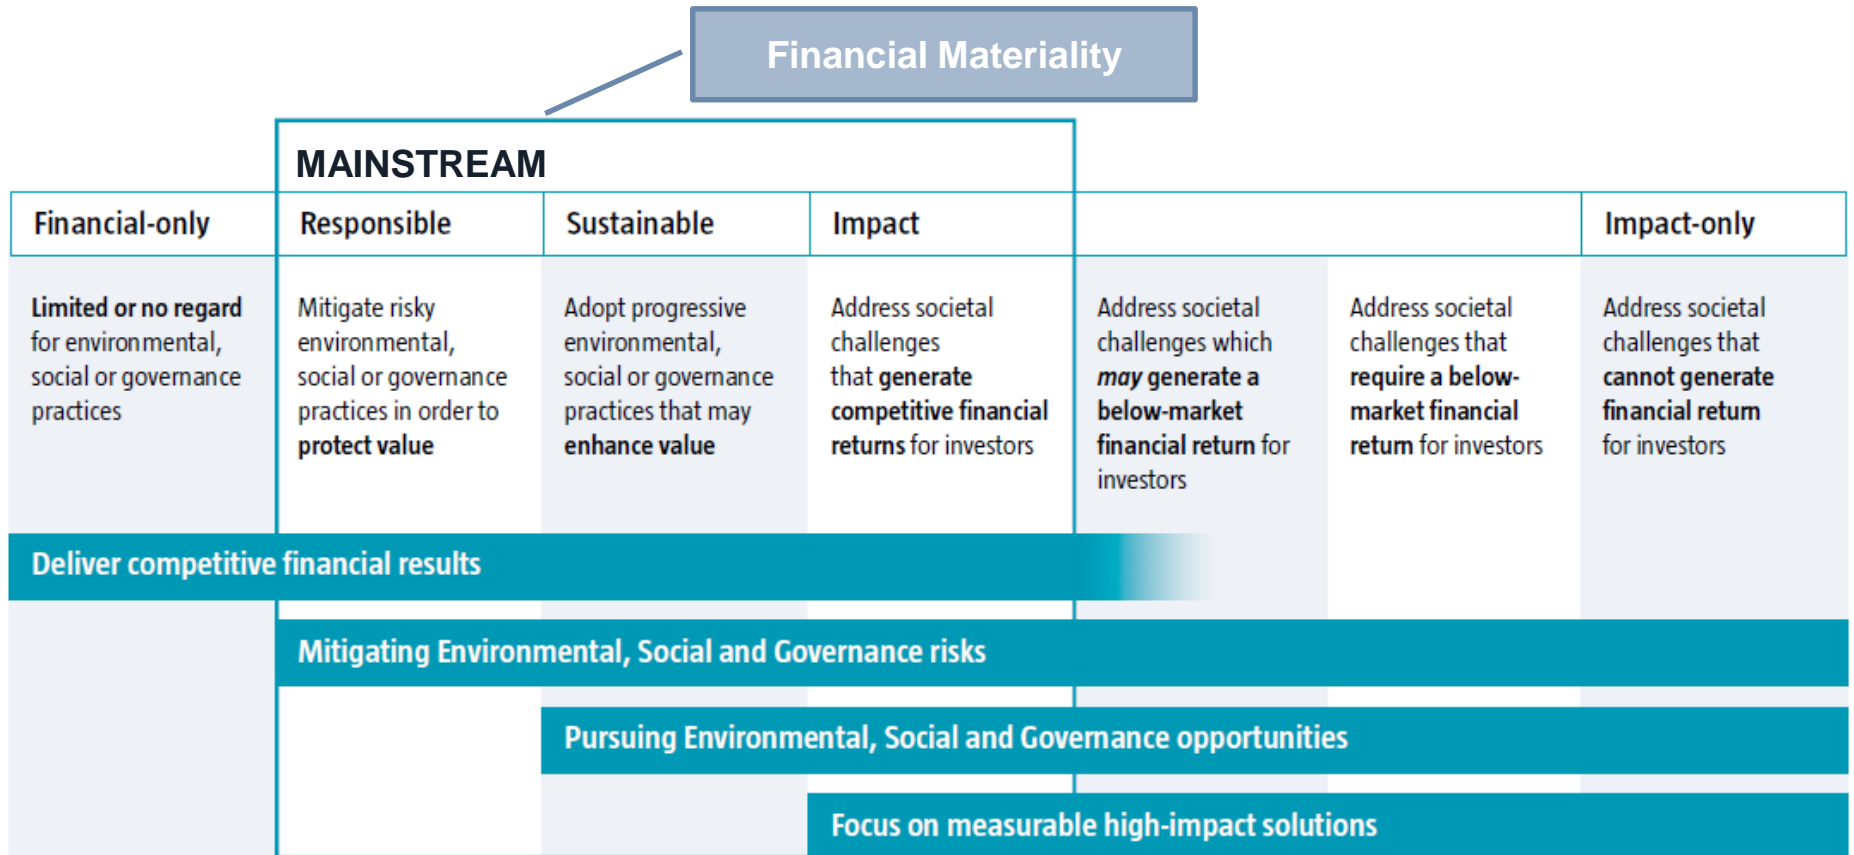 Financial Materiality
MAINSTREAM
Financial-only
Responsible
Sustainable
Impact
Impact-only
Limited or no regard
for environmental,
social or governance
practices
Mitigate risky
environmental,
social or governance
practices in order to
protect value
Adopt progressive
environmental,
social or governance
practices that may
enhance value
Address societal
challenges
that generate
competitive financial
returns for investors
Address societal
challenges which
may generate a
below-market
financial return for
investors
Address societal
challenges that
require a below-
market financial
return for investors
Address societal
challenges that
cannot generate
financial return
for investors
Deliver competitive financial results
Mitigating Environmental, Social and Governance risks
Pursuing Environmental, Social and Governance opportunities
Focus on measurable high-impact solutions